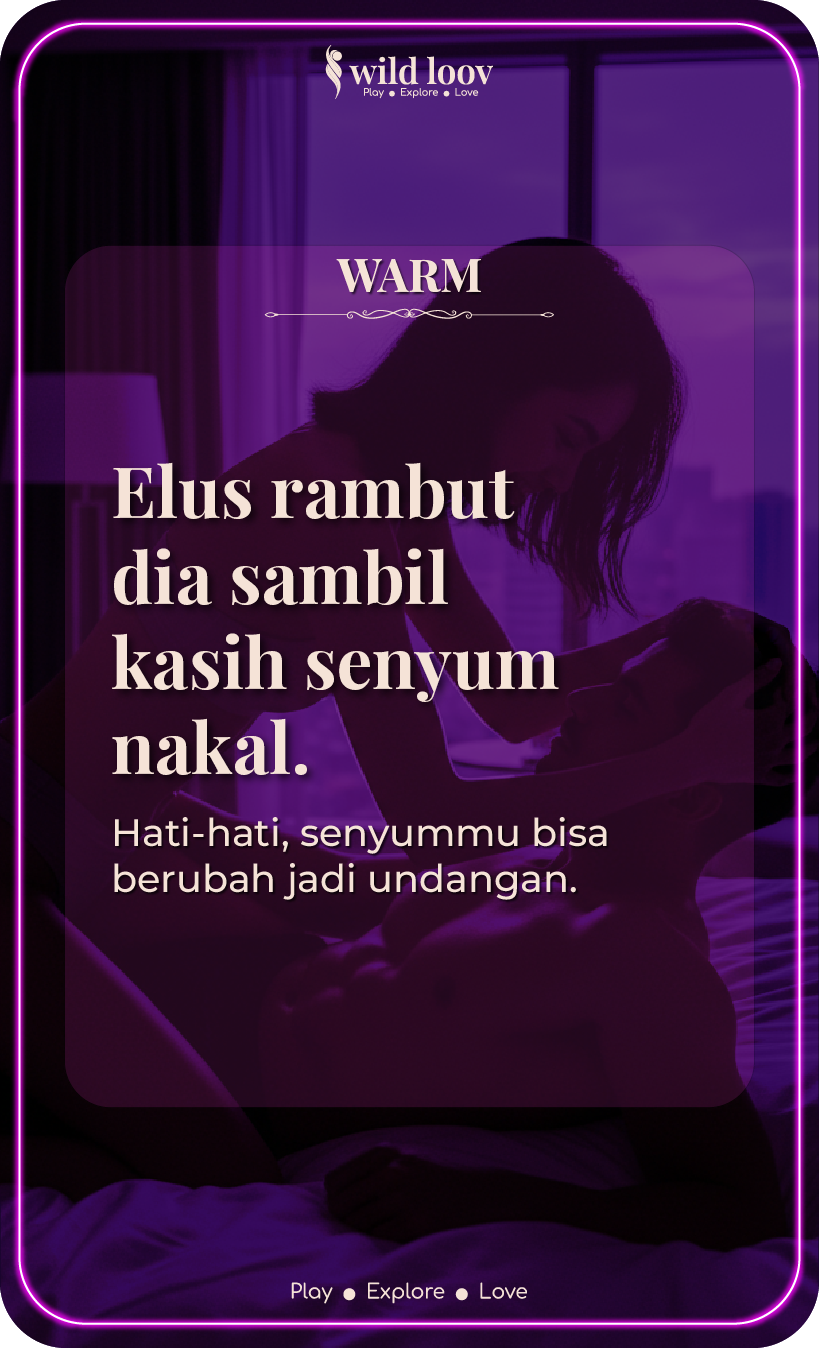 wild loov
Play ● Explore ● Love
WARM
Elus rambut
dia sambil
kasih senyum
nakal.
Hati-hati, senyummu bisa
berubah jadi undangan.
Play ● Explore ● Love